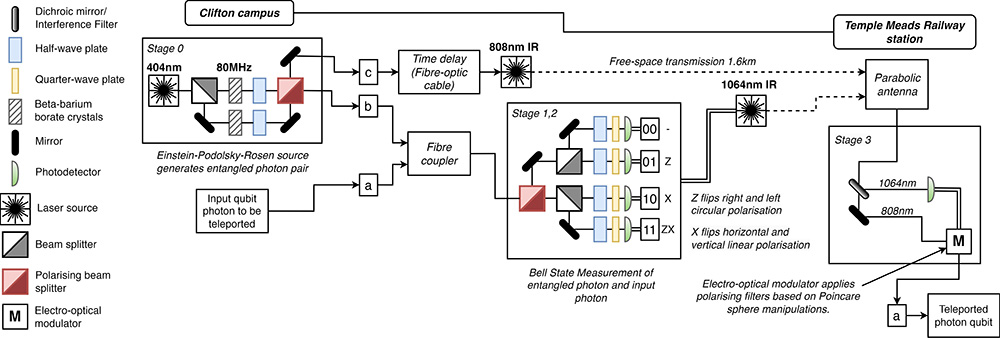 Dichroic mirror/
Interference Filter
Half-wave plate
Quarter-wave plate
Beta-barium
borate crystals
Mirror
Photodetector
Laser source
Beam splitter
Polarising beam
splitter
M
Electro-optical
modulator
Clifton campus
Temple Meads Railway
station
Stage 0
404nm
80MHz
Einstein-Podolsky-Rosen source
generates entangled photon pair
Input qubit
photon to be
teleported
c
b
a
Time delay
(Fibre-optic
cable)
808nm IR
Free-space transmission 1.6km
1064nm IR
Fibre
coupler
Stage 1,2
00 -
01 Z
10 X
11 ZX
Bell State Measurement of
entangled photon and input
photon
Z flips right and left
circular polarisation
X flips horizontal and
vertical linear polarisation
Parabolic
antenna
Stage 3
1064nm
808nm
M
Electro-optical modulator applies
polarising filters based on Poincare
sphere manipulations.
a
Teleported
photon qubit